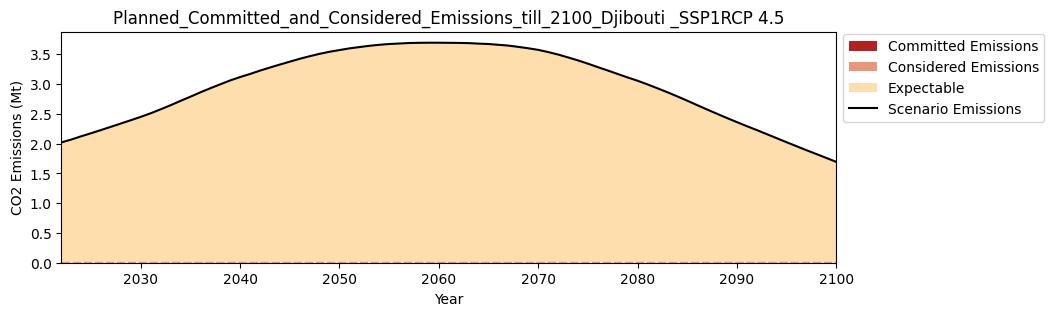 Planned_Committed_and_Considered_Emissions_till_2100_Djibouti _SSP1RCP 4.5
CO2 Emissions (Mt)
3.5
3.0
2.5
2.0
1.5
1.0
0.5
0.0
2030 2040 2050 2060 2070 2080 2090 2100
Year
Committed Emissions
Considered Emissions
Expectable
Scenario Emissions